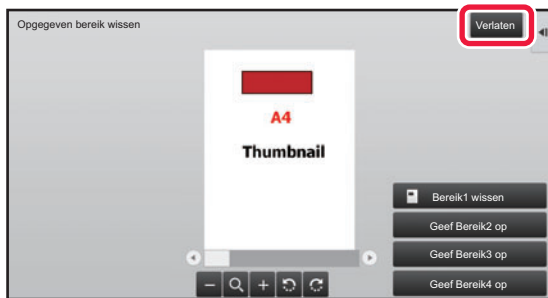 Opgegeven bereik wissen
Verlaten
A4
Thumbnail
Bereik1 wissen
Geef Bereik2 op
Geef Bereik3 op
Geef Bereik4 op